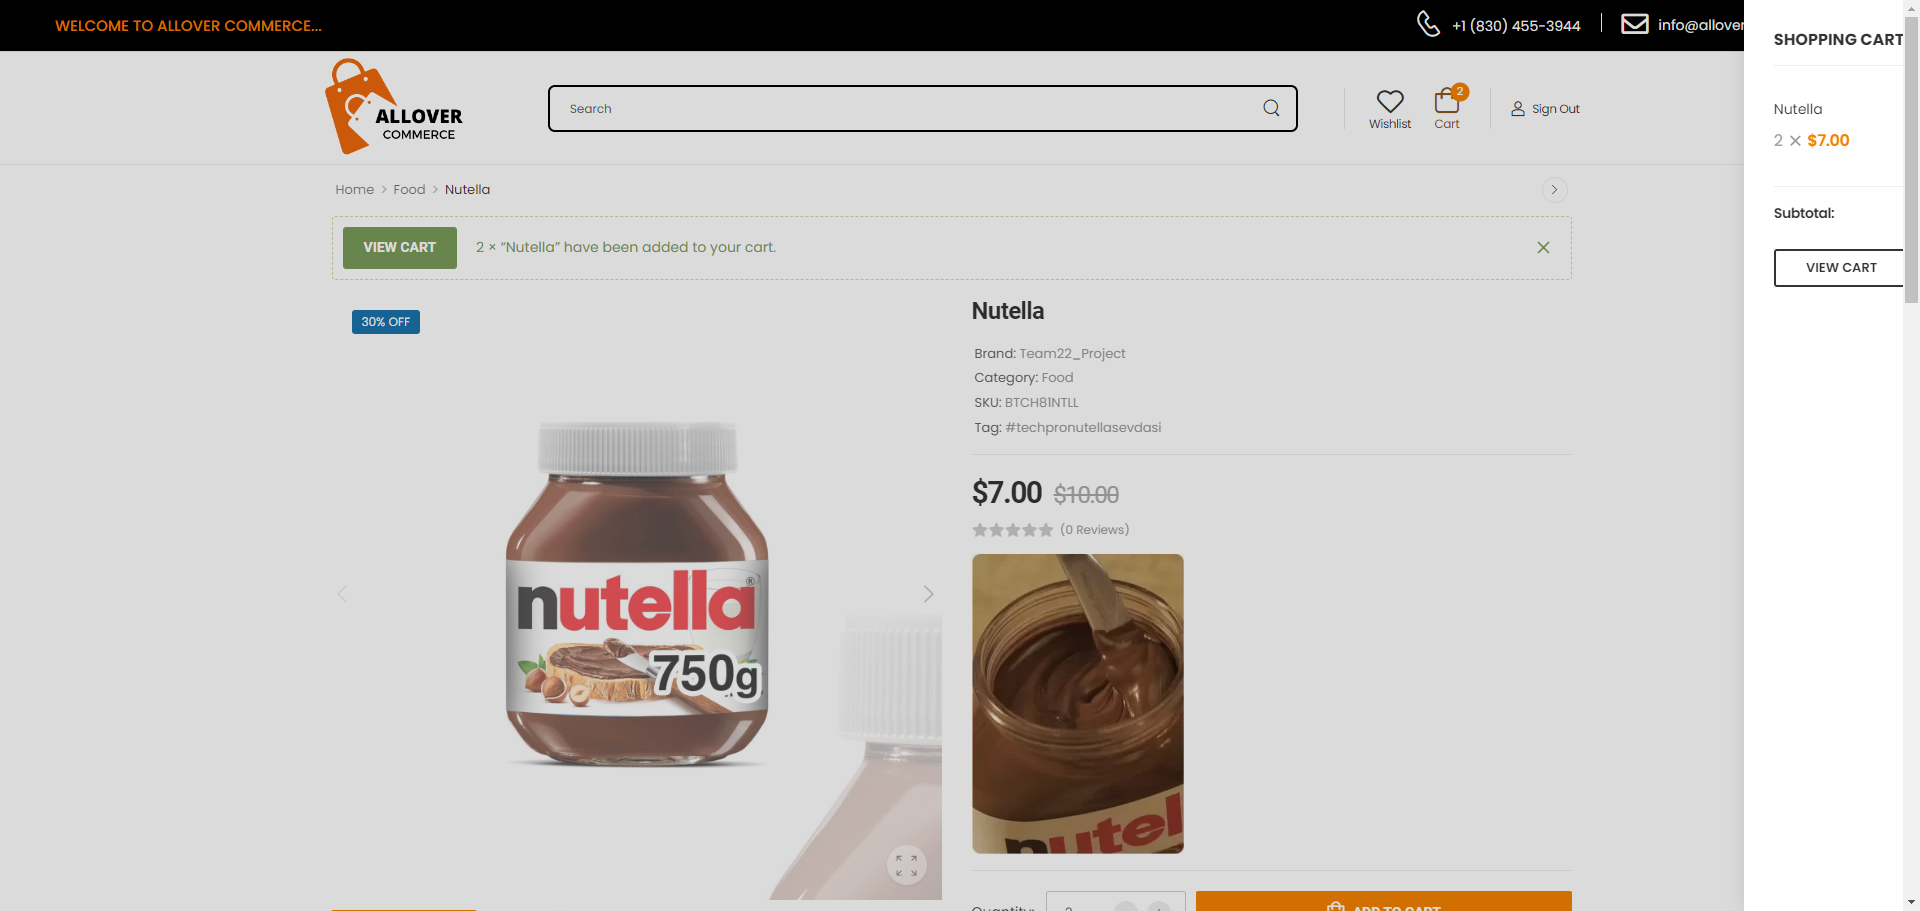 WELCOME TO ALLOVER COMMERCE...
+1 (830) 455-3944
info@allover
SHOPPING CART
ALLOVER
COMMERCE
Search
Wishlist
2
Cart
Sign Out
Nutella
2 × $7.00
Home > Food > Nutella
VIEW CART
2 × “Nutella” have been added to your cart.
Subtotal:
VIEW CART
30% OFF
Nutella
Brand: Team22_Project
Category: Food
SKU: BTCH81NTLL
Tag: #techpronutellasevdasi
$7.00 $10.00
(0 Reviews)
nutella®
750g
nutel
Quantity:
2
ADD TO CART